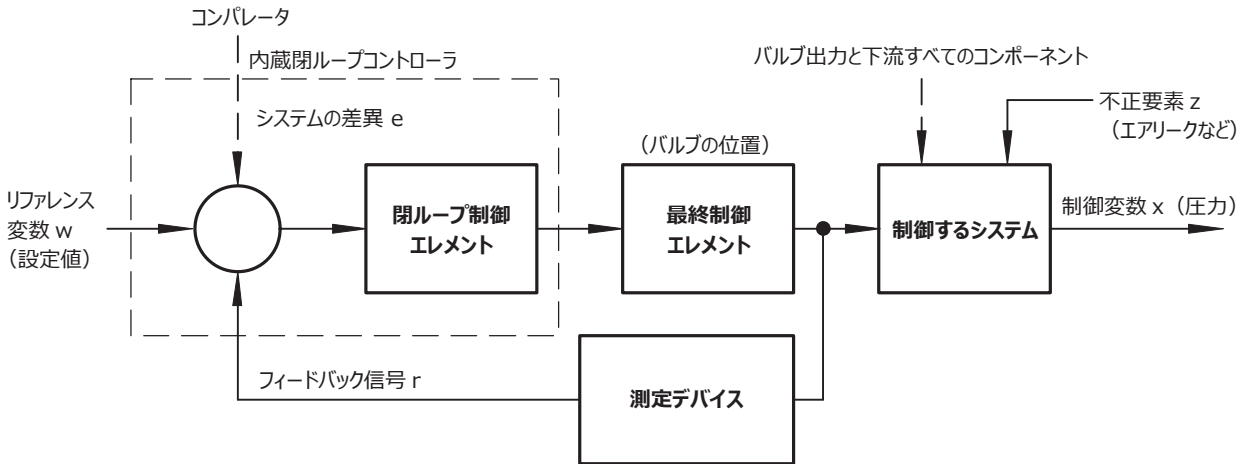 コンパレータ
内蔵閉ループコントローラ
バルブ出力と下流すべてのコンポーネント
不正要素 z
（エアリークなど）
システムの差異 e
（バルブの位置）
リファレンス
変数 w
（設定値）
閉ループ制御
エレメント
最終制御
エレメント
制御するシステム
制御変数 x（圧力）
フィードバック信号 r
測定デバイス